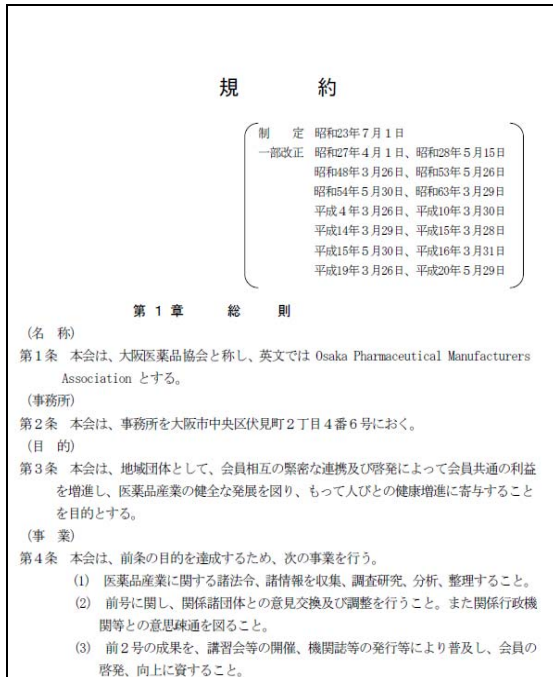 規　約
制　定　昭和23年7月1日
一部改正　昭和27年4月1日、昭和28年5月15日
昭和48年3月26日、昭和53年5月26日
昭和54年5月30日、昭和63年3月29日
平成4年3月26日、平成10年3月30日
平成14年3月29日、平成15年3月28日
平成15年5月30日、平成16年3月31日
平成19年3月26日、平成20年5月29日
第1章　総　則
（名　称）
第1条　本会は、大阪医薬品協会と称し、英文では Osaka Pharmaceutical Manufacturers
Association とする。
（事務所）
第2条　本会は、事務所を大阪市中央区伏見町2丁目4番6号におく。
（目　的）
第3条　本会は、地域団体として、会員相互の緊密な連携及び啓発によって会員共通の利益
を増進し、医薬品産業の健全な発展を図り、もって人びとの健康増進に寄与すること
を目的とする。
（事　業）
第4条　本会は、前条の目的を達成するため、次の事業を行う。
(1)　医薬品産業に関する諸法令、諸情報を収集、調査研究、分析、整理すること。
(2)　前号に関し、関係諸団体との意見交換及び調整を行うこと。また関係行政機
関等との意思疎通を図ること。
(3)　前2号の成果を、講習会等の開催、機関誌等の発行等により普及し、会員の
啓発、向上に資すること。